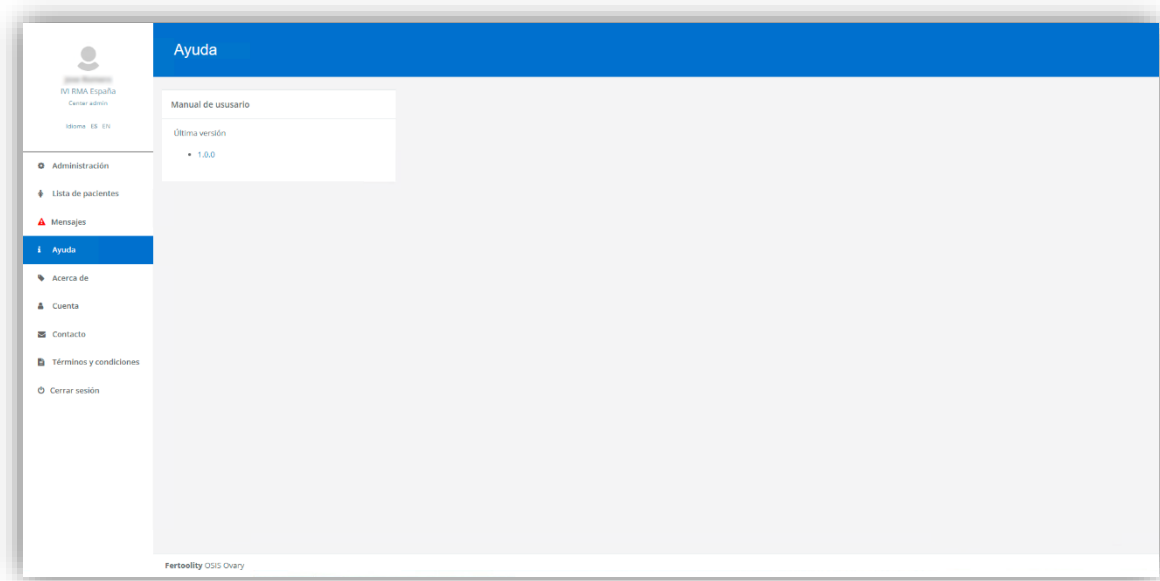 IVI RMA España
Center admin
Idioma ES EN
Administración
Lista de pacientes
Mensajes
Ayuda
Acerca de
Cuenta
Contacto
Términos y condiciones
Cerrar sesión
Ayuda
Manual de ususario
Última versión
1.0.0
Fertoolity OSIS Ovary